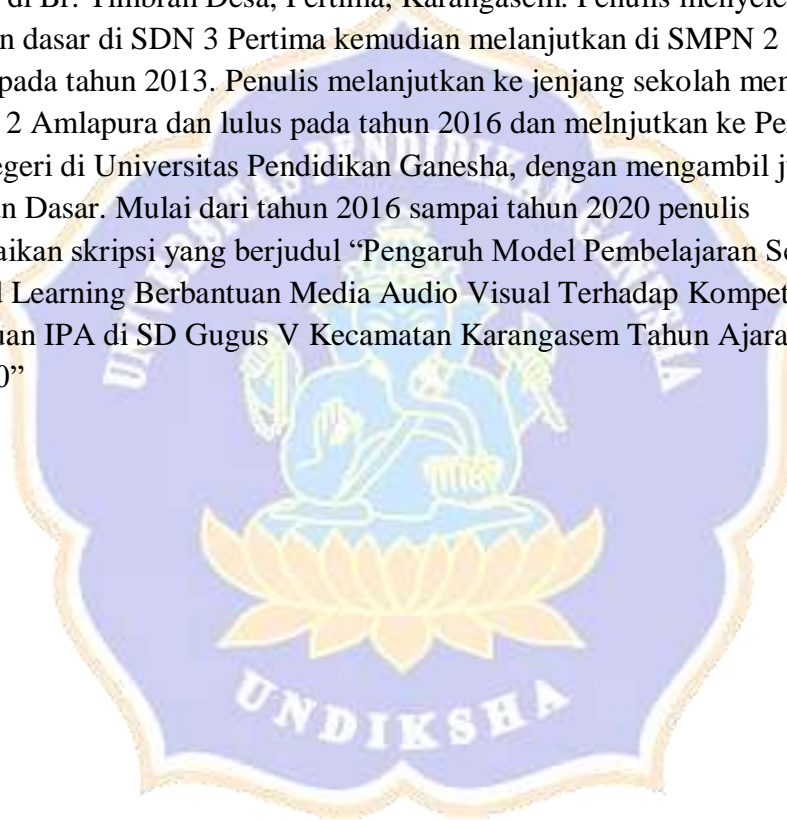 di Br. Timbran Desa, Pertima, Karangasem. Penulis menyele
n dasar di SDN 3 Pertima kemudian melanjutkan di SMPN 2
pada tahun 2013. Penulis melanjutkan ke jenjang sekolah men
2 Amlapura dan lulus pada tahun 2016 dan melnjutkan ke Pe
egeri di Universitas Pendidikan Ganesha, dengan mengambil j
n Dasar. Mulai dari tahun 2016 sampai tahun 2020 penulis
aikan skripsi yang berjudul “Pengaruh Model Pembelajaran Se
d Learning Berbantuan Media Audio Visual Terhadap Kompet
uan IPA di SD Gugus V Kecamatan Karangasem Tahun Ajara
0”
UNIVERSITAS PENDIDIKAN GANESHA
UNDIKSHA